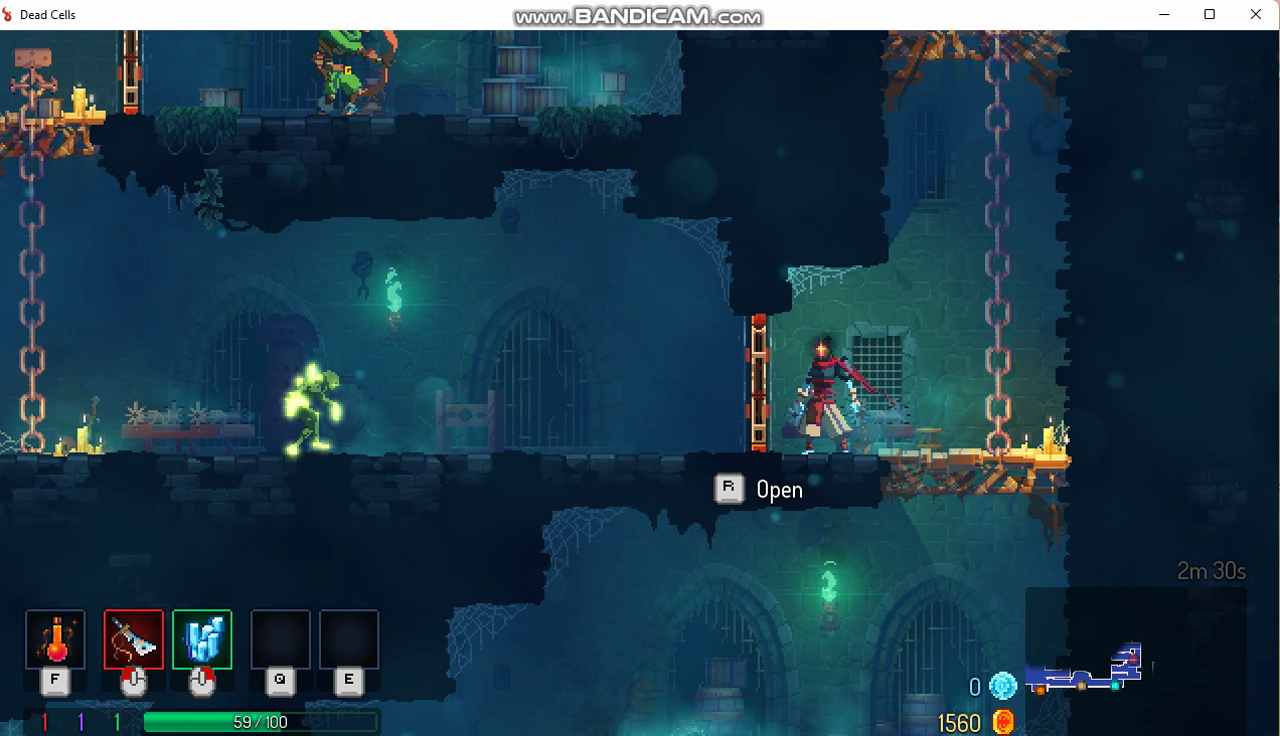 Dead Cells
www.BANDICAM.com
R Open
2m 30s
F
Q
E
0
1 1 1 59/100
1560